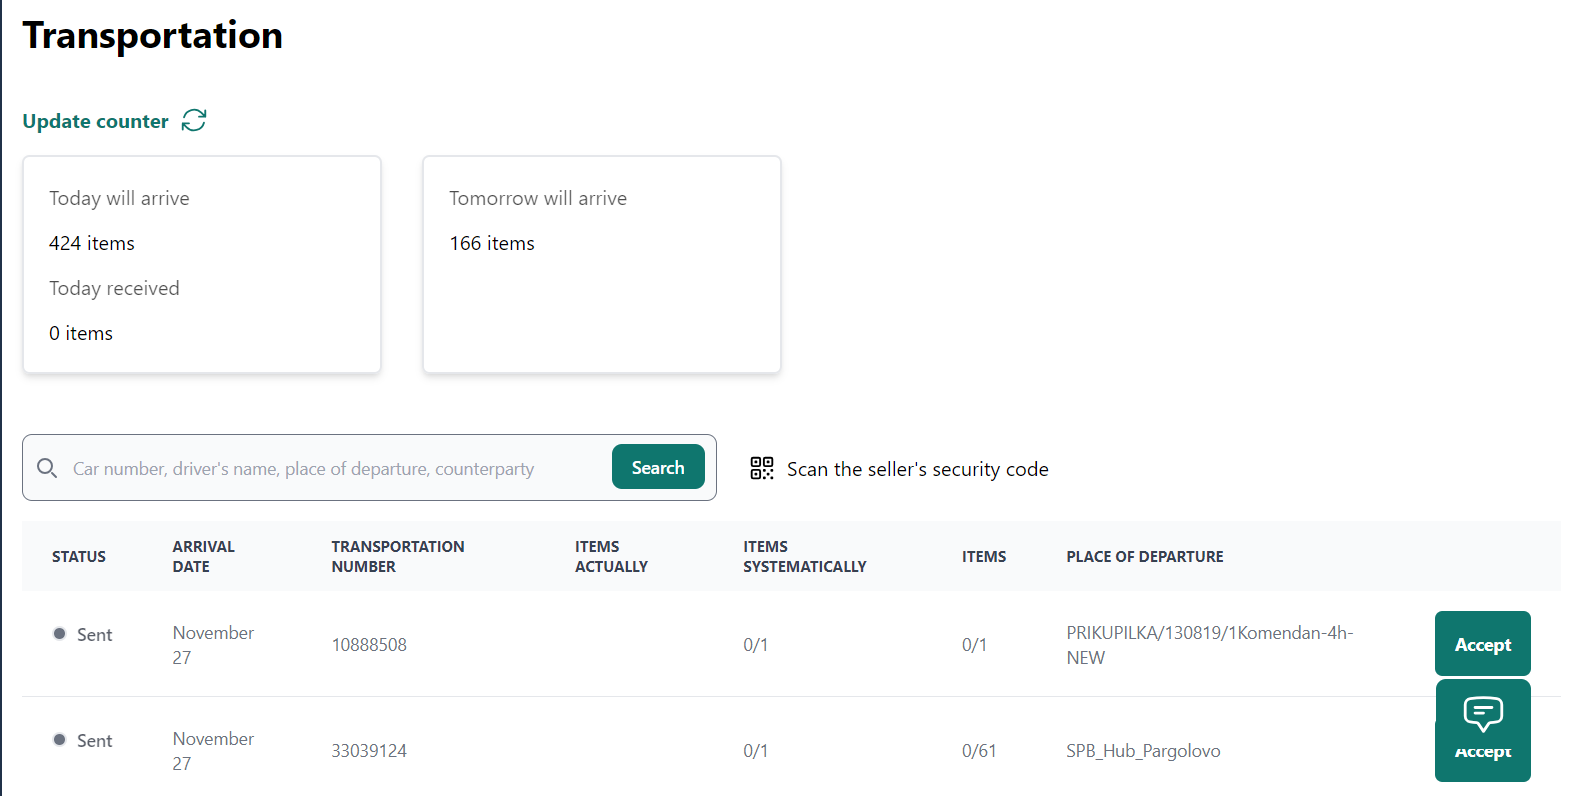 Transportation
Update counter
Today will arrive
424 items
Today received
0 items
Tomorrow will arrive
166 items
Car number, driver's name, place of departure, counterparty
Search
Scan the seller's security code
STATUS
ARRIVAL
DATE
TRANSPORTATION
NUMBER
ITEMS
ACTUALLY
ITEMS
SYSTEMATICALLY
ITEMS
PLACE OF DEPARTURE
Sent
November
27
10888508
0/1
0/1
PRIKUPILKA/130819/1Komendan-4h-
NEW
Accept
Sent
November
27
33039124
0/1
0/61
SPB_Hub_Pargolovo
Accept